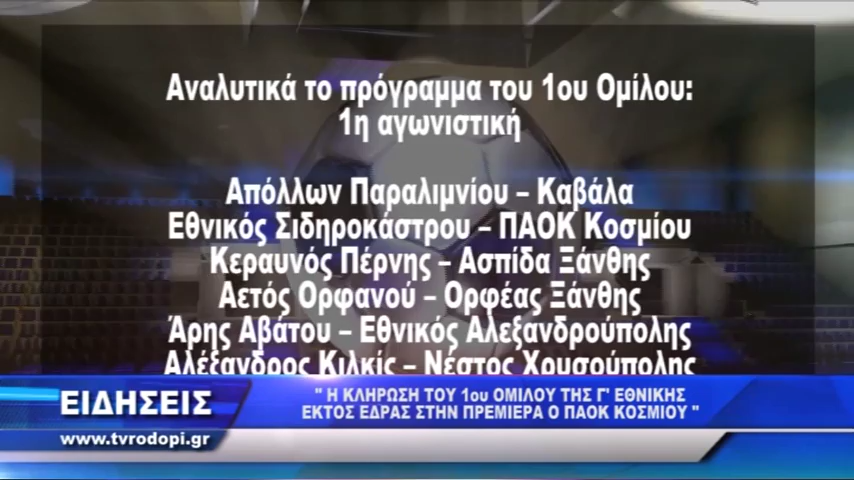 Αναλυτικά το πρόγραμμα του 1ου Ομίλου:
1η αγωνιστική
Απόλλων Παραλιμνίου – Καβάλα
Εθνικός Σιδηροκάστρου – ΠΑΟΚ Κοσμίου
Κεραυνός Πέρνης – Ασπίδα Ξάνθης
Αετός Ορφανού – Ορφέας Ξάνθης
Άρης Αβάτου – Εθνικός Αλεξανδρούπολης
Αλέξανδρος Κιλκίς – Νέστος Χρυσούπολης
ΕΙΔΗΣΕΙΣ
" Η ΚΛΗΡΩΣΗ ΤΟΥ 1ου ΟΜΙΛΟΥ ΤΗΣ Γ' ΕΘΝΙΚΗΣ
ΕΚΤΟΣ ΕΔΡΑΣ ΣΤΗΝ ΠΡΕΜΙΕΡΑ Ο ΠΑΟΚ ΚΟΣΜΙΟΥ "
www.tvrodopi.gr